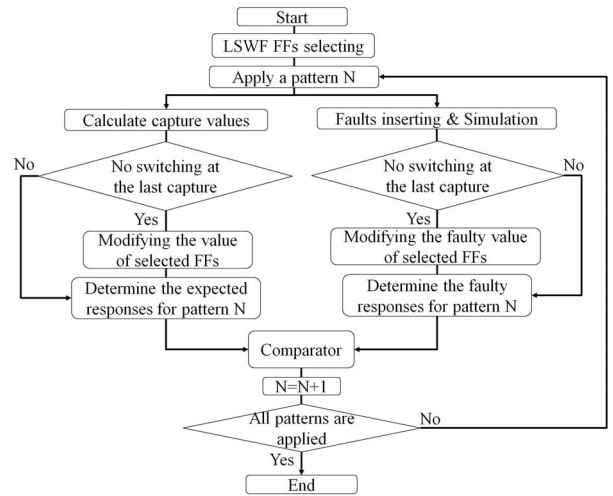 Start
LSWF FFs selecting
Apply a pattern N
Calculate capture values
Faults inserting & Simulation
No
No switching at
the last capture
No switching at
the last capture
No
Yes
Yes
Modifying the value
of selected FFs
Modifying the faulty value
of selected FFs
Determine the expected
responses for pattern N
Determine the faulty
responses for pattern N
Comparator
N=N+1
All patterns are
applied
No
Yes
End